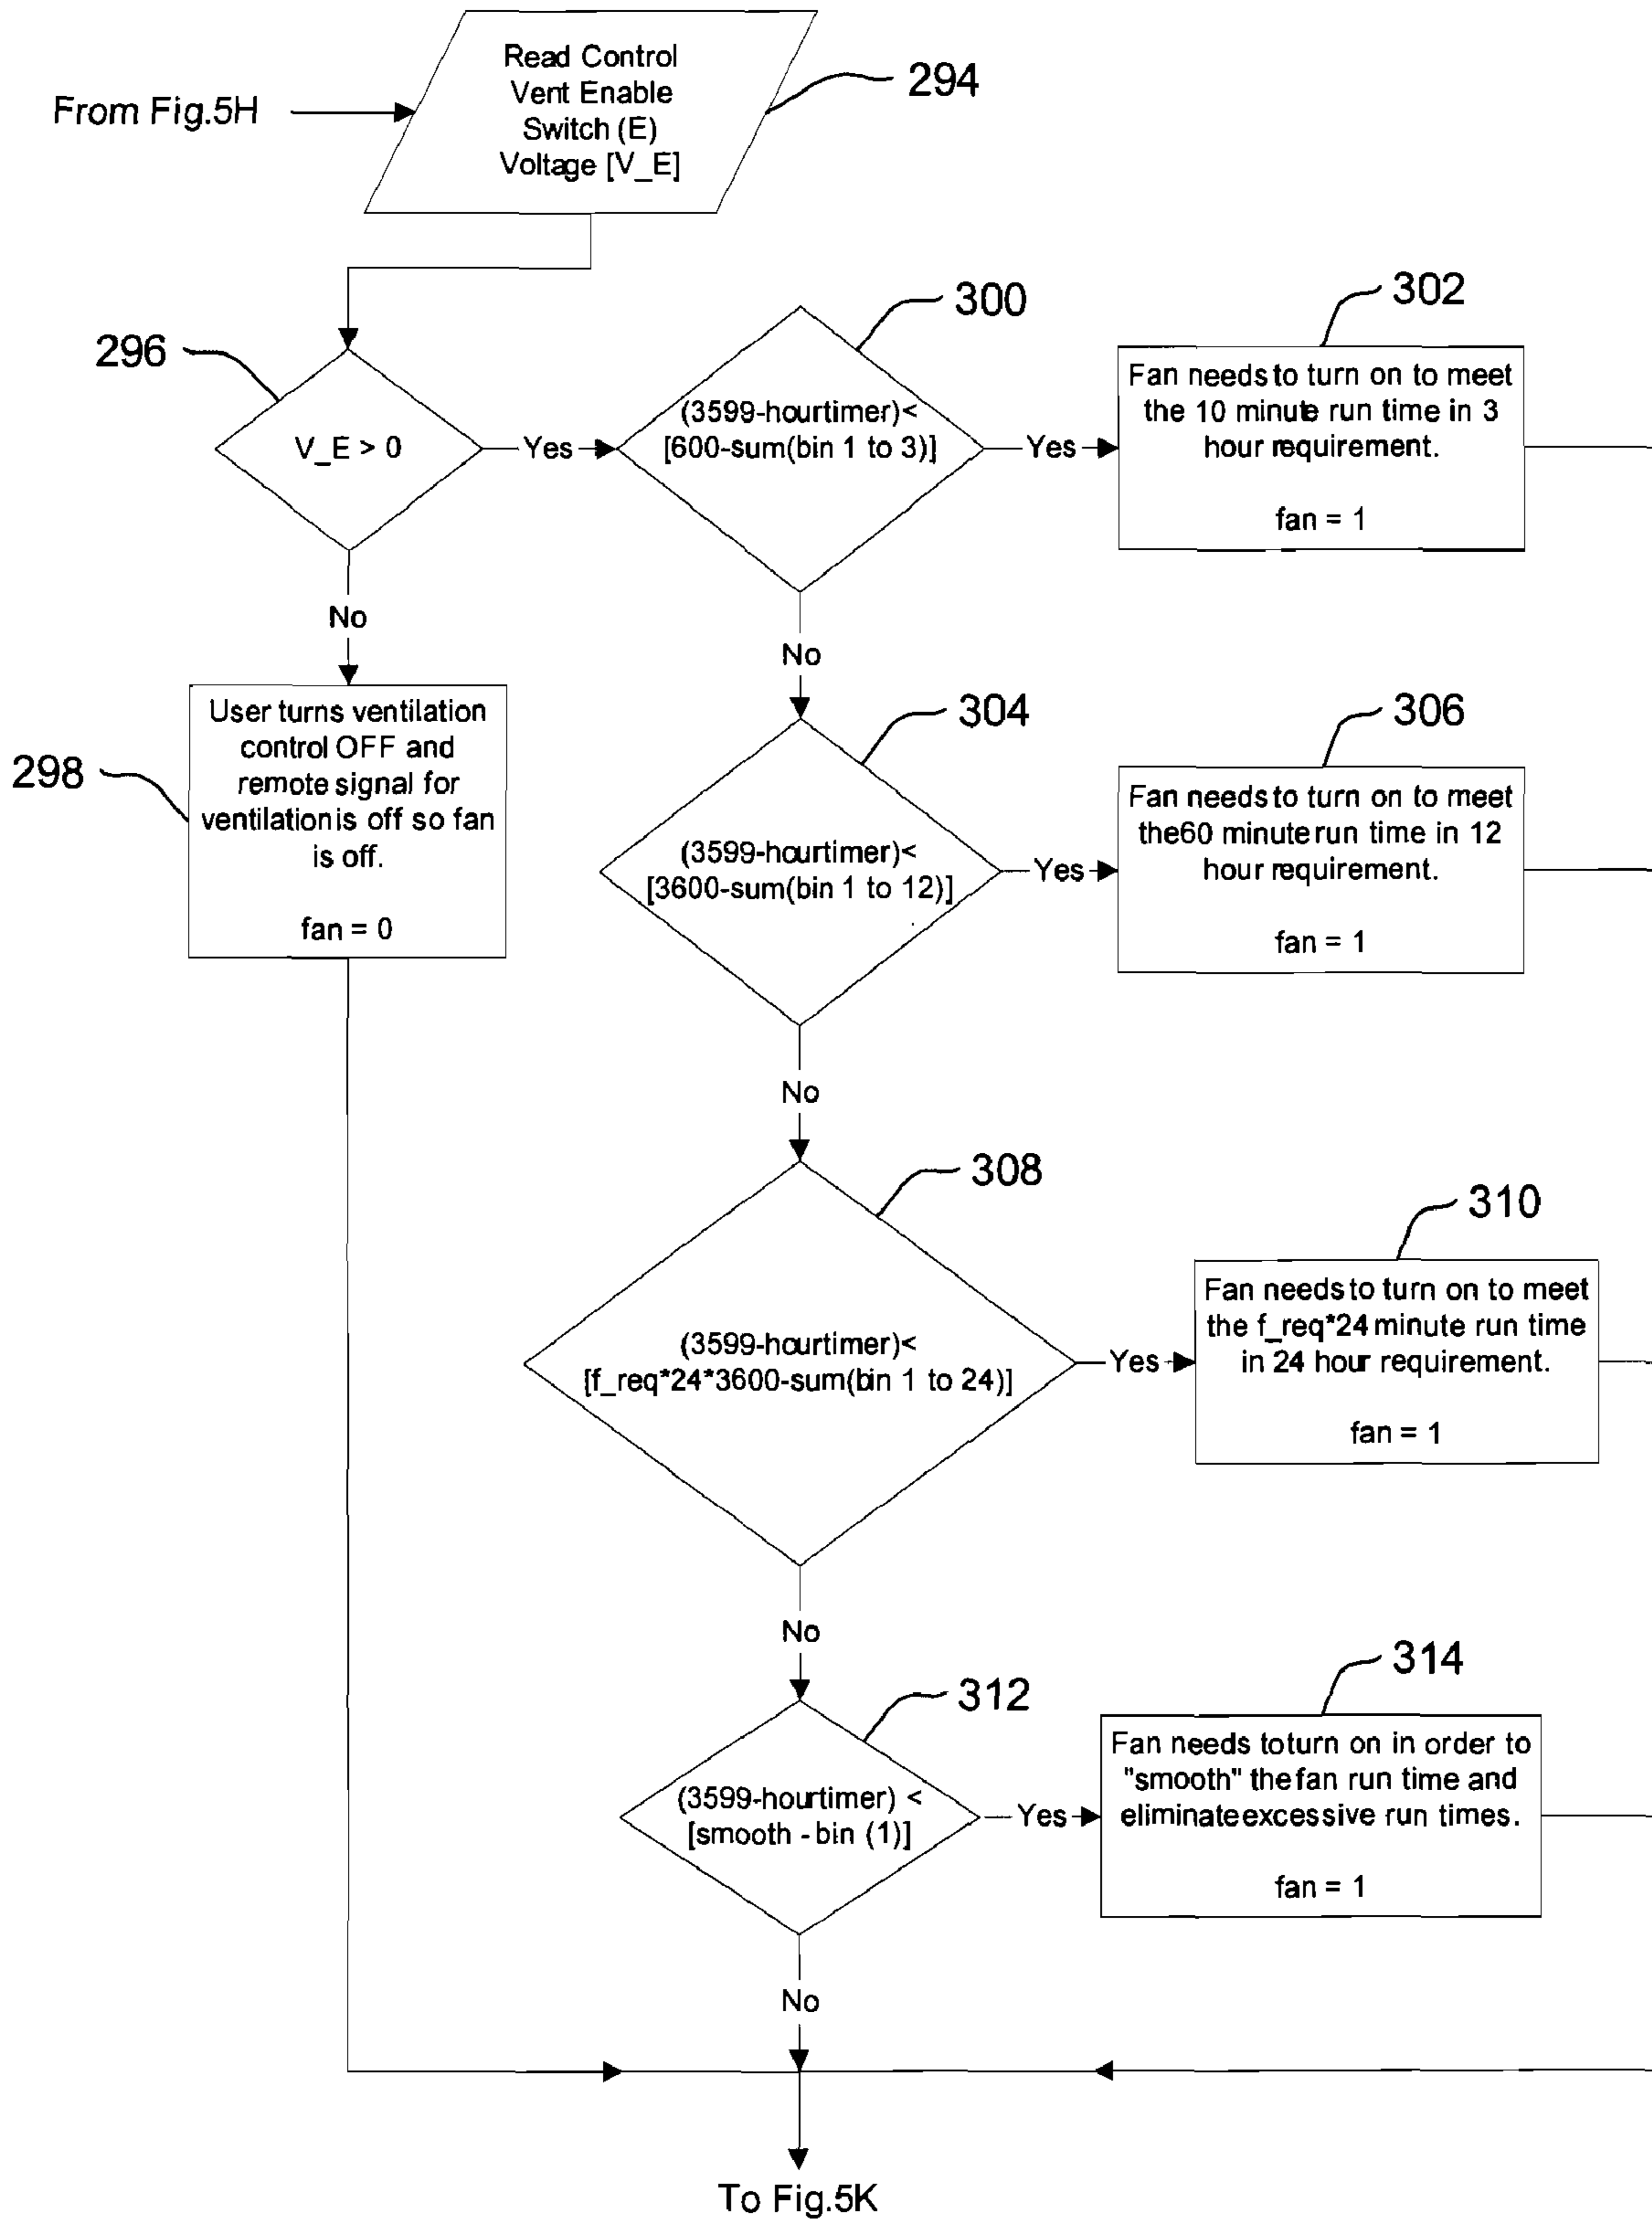 From Fig.5H
Read Control
Vent Enable
Switch (E)
Voltage [V_E]
294
296
V_E > 0
Yes
300
(3599-hourtimer)<
[600-sum(bin 1 to 3)]
Yes
302
Fan needs to turn on to meet
the 10 minute run time in 3
hour requirement.
fan = 1
No
No
298
User turns ventilation
control OFF and
remote signal for
ventilation is off so fan
is off.
fan = 0
304
(3599-hourtimer)<
[3600-sum(bin 1 to 12)]
Yes
306
Fan needs to turn on to meet
the 60 minute run time in 12
hour requirement.
fan = 1
No
308
(3599-hourtimer)<
[f_req*24*3600-sum(bin 1 to 24)]
Yes
310
Fan needs to turn on to meet
the f_req*24 minute run time
in 24 hour requirement.
fan = 1
No
312
(3599-hourtimer) <
[smooth - bin (1)]
Yes
314
Fan needs to turn on in order to
"smooth" the fan run time and
eliminate excessive run times.
fan = 1
No
To Fig.5K